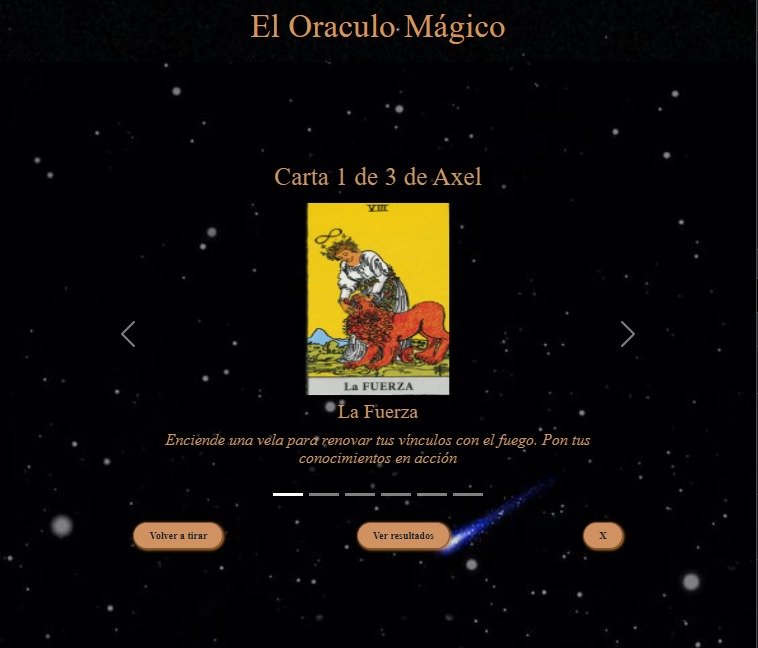 El Oraculo Mágico
Carta 1 de 3 de Axel
VIII
La FUERZA
La Fuerza
Enciende una vela para renovar tus vínculos con el fuego. Pon tus
conocimientos en acción
Volver a tirar
Ver resultados
X